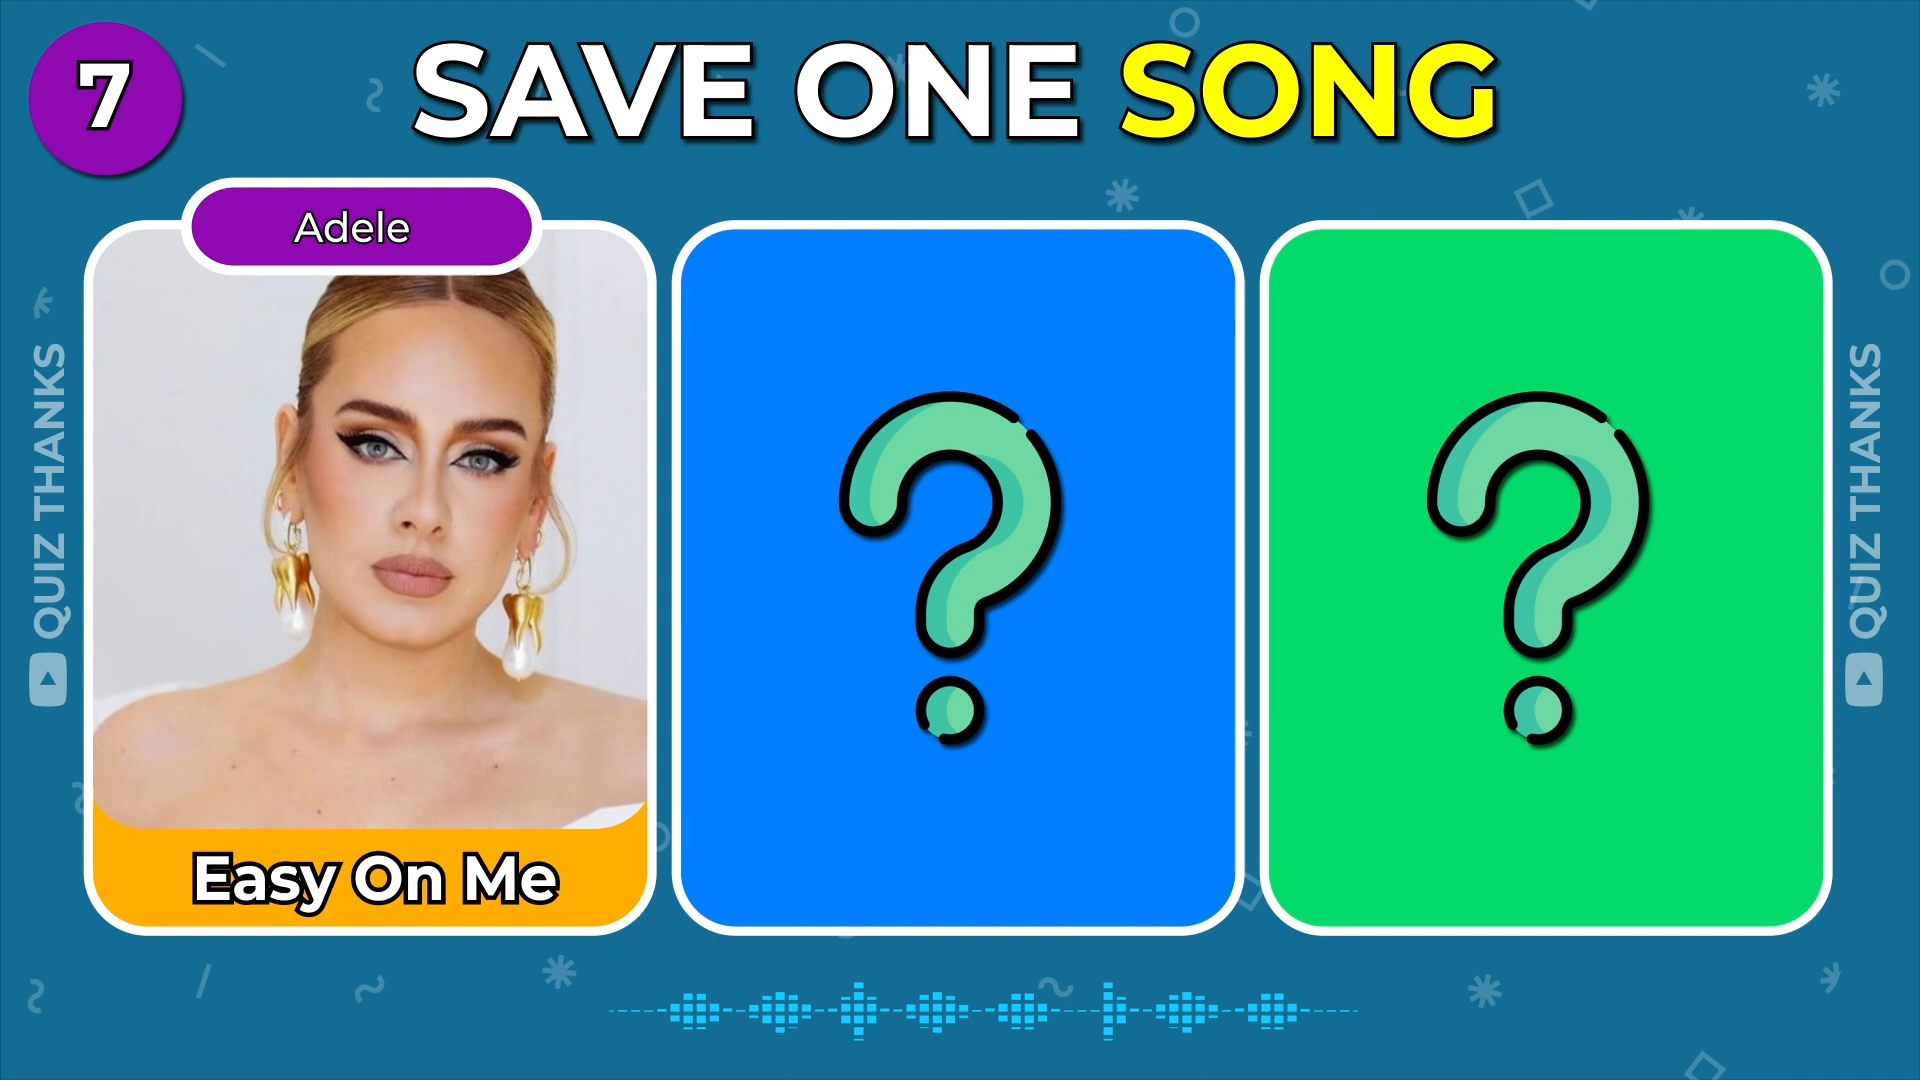 7
SAVE ONE SONG
Adele
Easy On Me
?
?
QUIZ THANKS
QUIZ THANKS